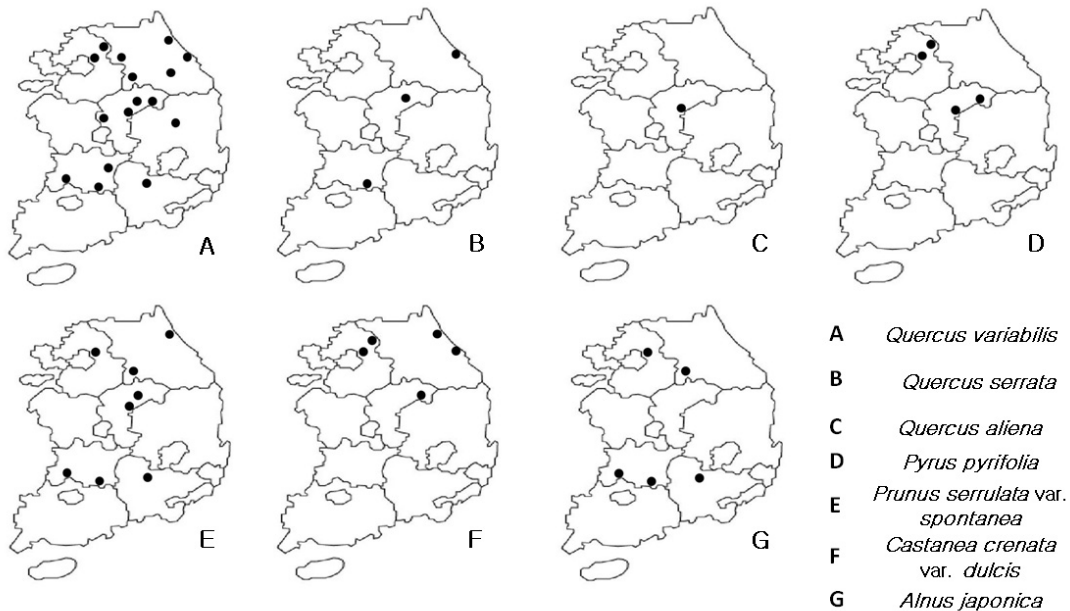 A
B
C
D
E
F
G
A Quercus variabilis
B Quercus serrata
C Quercus aliena
D Pyrus pyrifolia
E Prunus serrulata var.
spontanea
F Castanea crenata
var. dulcis
G Alnus japonica